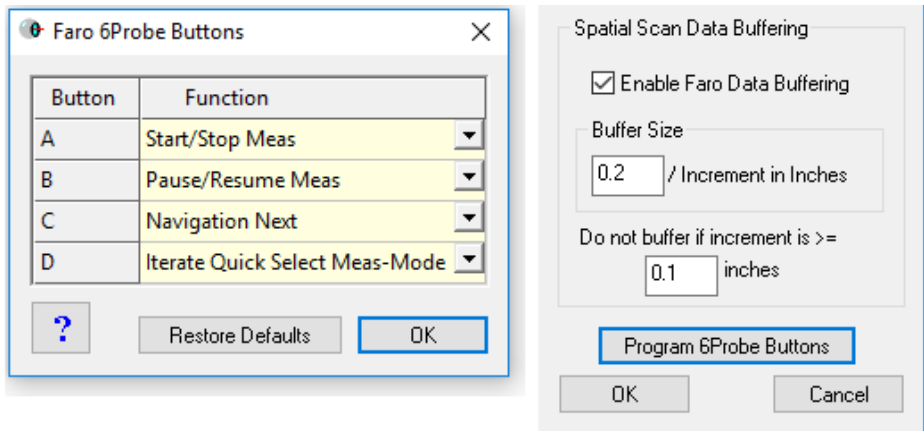 Faro 6Probe Buttons
Button Function
A Start/Stop Meas
B Pause/Resume Meas
C Navigation Next
D Iterate Quick Select Meas-Mode
? Restore Defaults OK
Spatial Scan Data Buffering
Enable Faro Data Buffering
Buffer Size
0.2 / Increment in Inches
Do not buffer if increment is >=
0.1 inches
Program 6Probe Buttons
OK Cancel